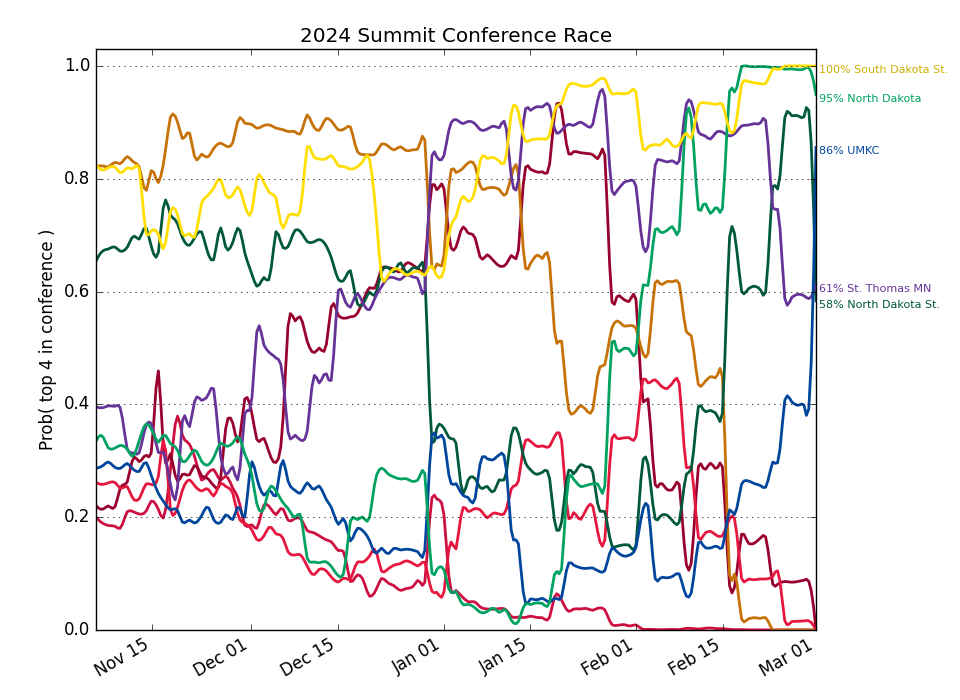 2024 Summit Conference Race
Prob( top 4 in conference )
1.0
0.8
0.6
0.4
0.2
0.0
Nov 15
Dec 01
Dec 15
Jan 01
Jan 15
Feb 01
Feb 15
Mar 01
100% South Dakota St.
95% North Dakota
86% UMKC
61% St. Thomas MN
58% North Dakota St.